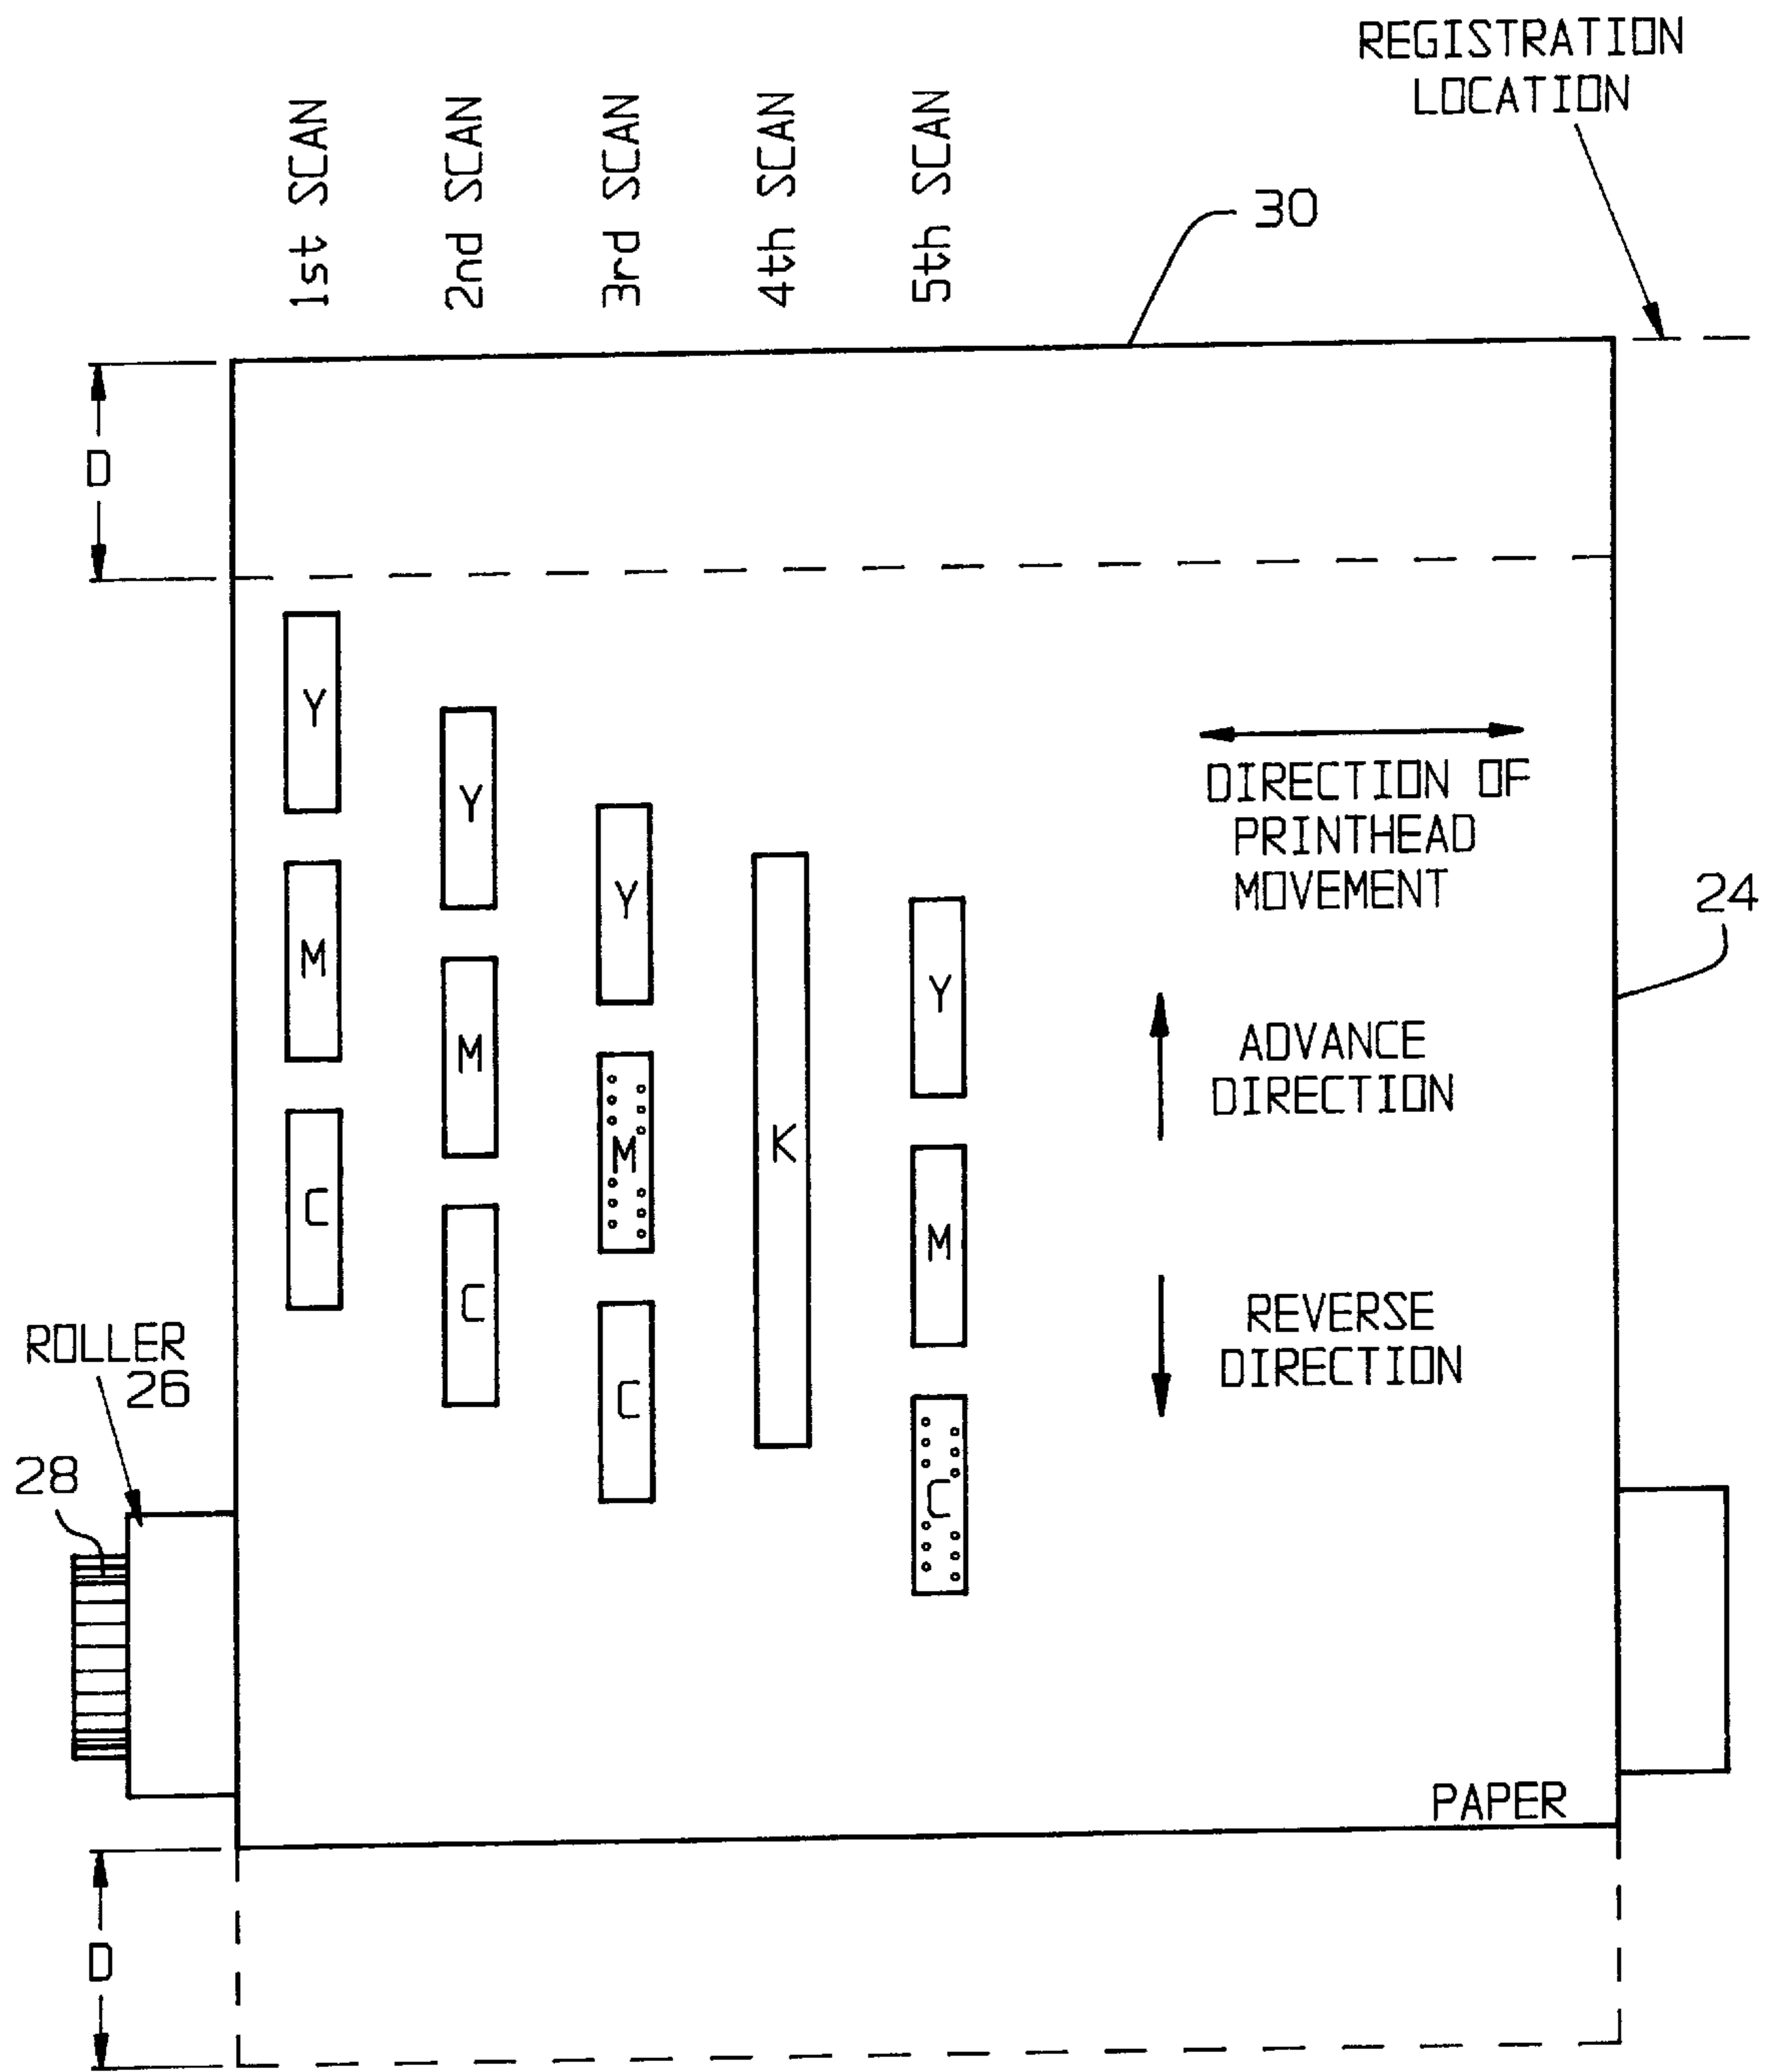 REGISTRATION
LOCATION
1st SCAN
2nd SCAN
3rd SCAN
4th SCAN
5th SCAN
30
D
Y
M
C
Y
M
C
Y
M
C
K
Y
M
C
DIRECTION OF
PRINTHEAD
MOVEMENT
24
ADVANCE
DIRECTION
REVERSE
DIRECTION
ROLLER
26
28
PAPER
D